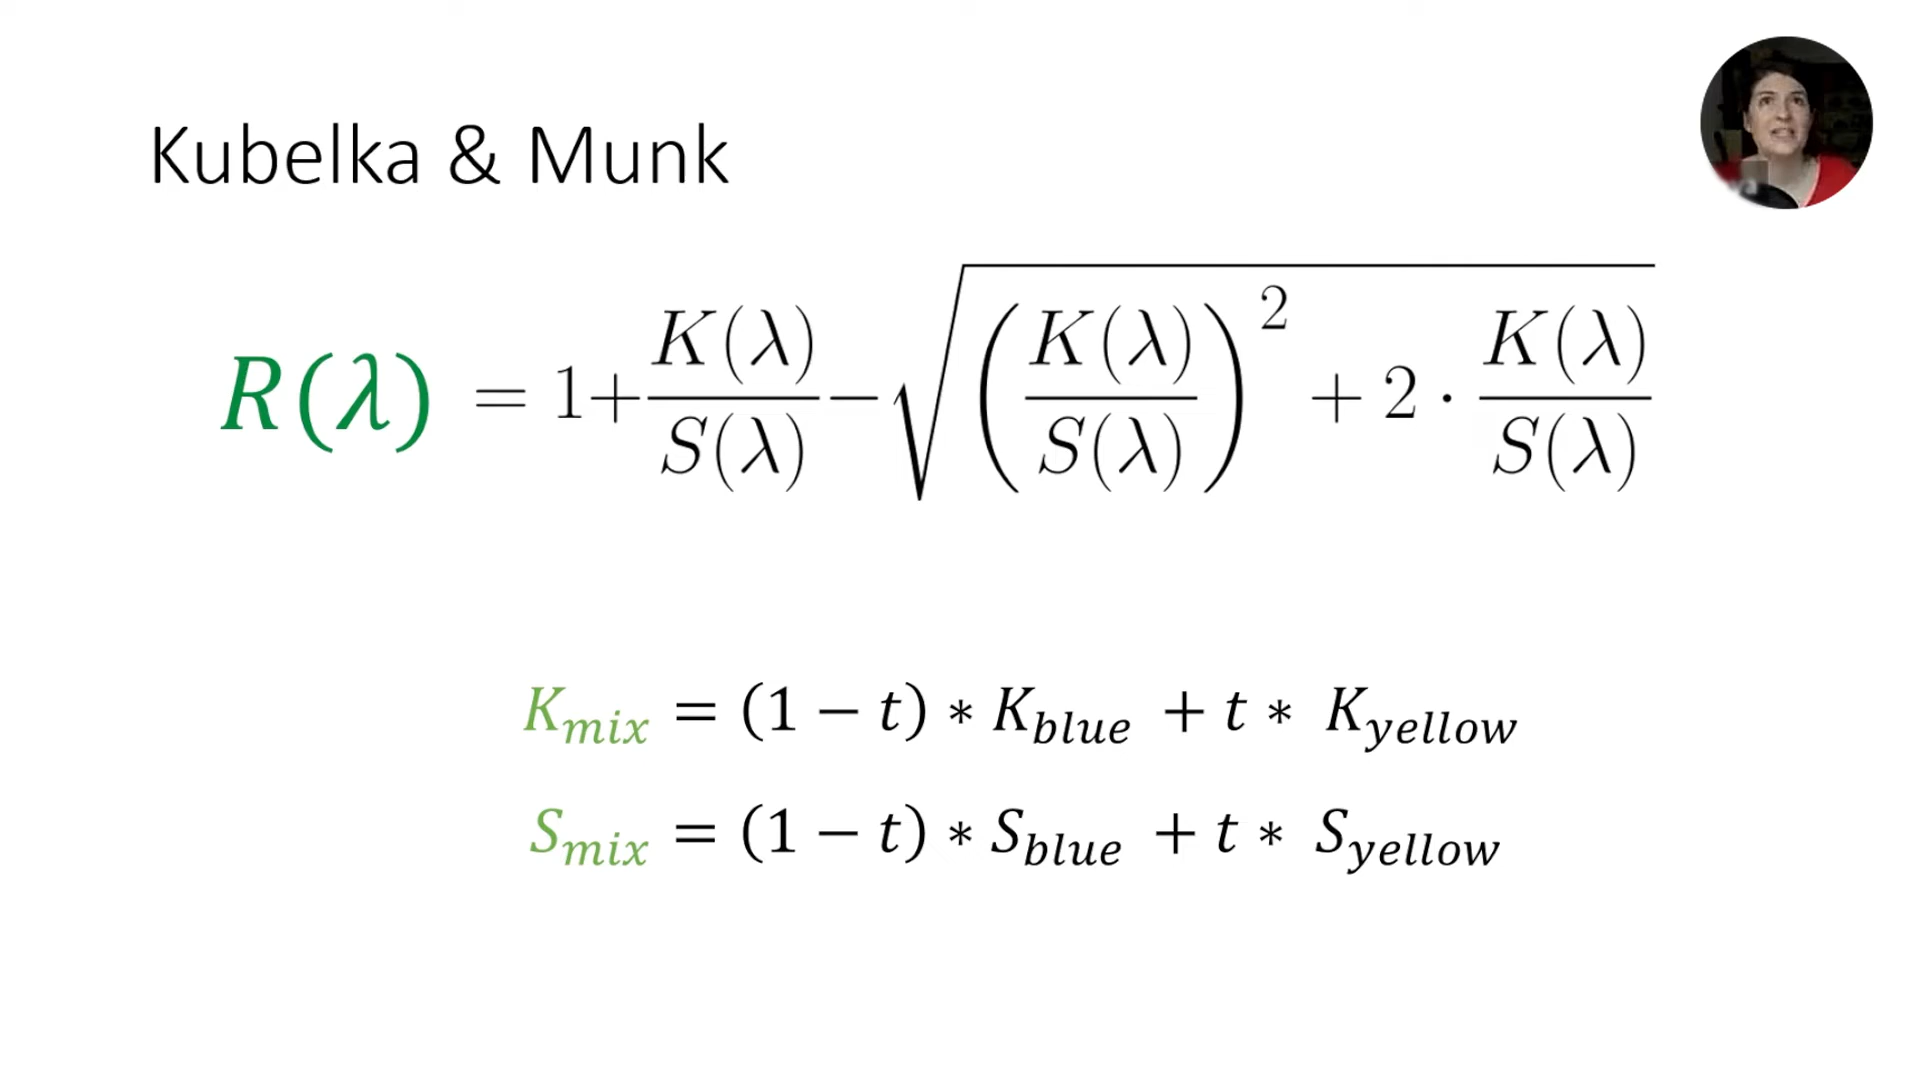 Kubelka & Munk
R(λ) = 1+ K(λ)/S(λ) − √((K(λ)/S(λ))² + 2 · K(λ)/S(λ))
K_mix = (1 − t) ∗ K_blue + t ∗ K_yellow
S_mix = (1 − t) ∗ S_blue + t ∗ S_yellow